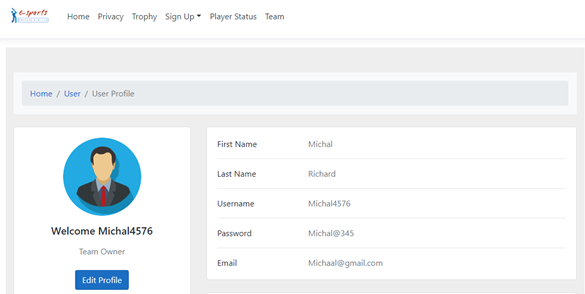 e-sports
Home Privacy Trophy Sign Up Player Status Team
Home / User / User Profile
Welcome Michal4576
Team Owner
Edit Profile
First Name Michal
Last Name Richard
Username Michal4576
Password Michal@345
Email Michaal@gmail.com